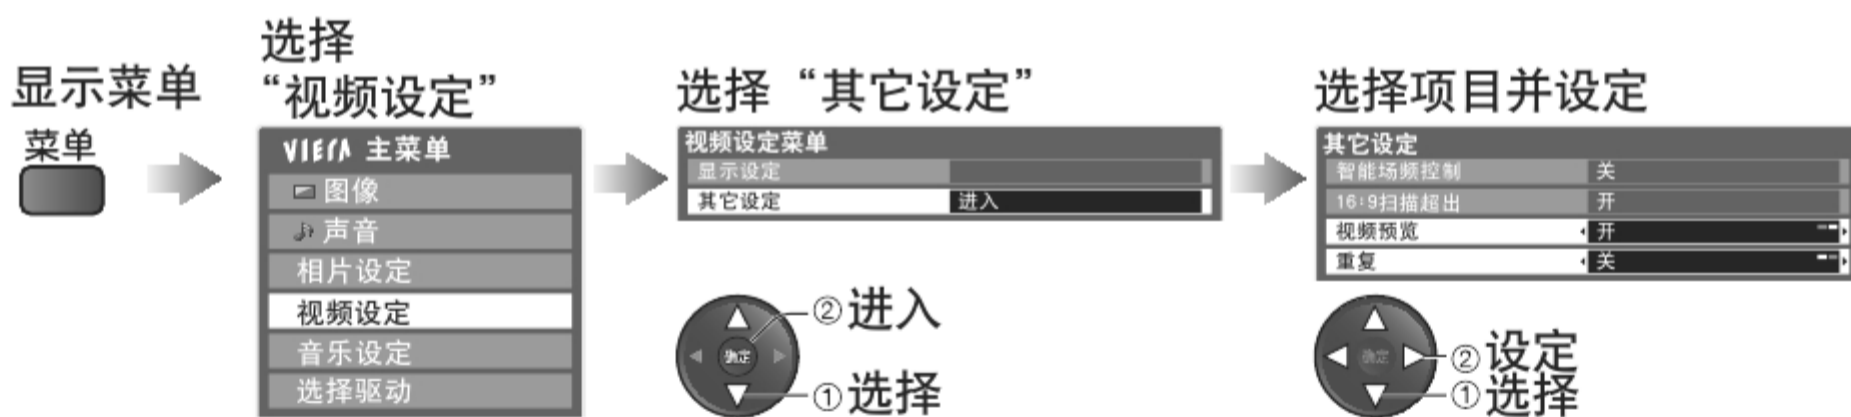 显示菜单
菜单
选择
“视频设定”
VIERA 主菜单
图像
声音
相片设定
视频设定
音乐设定
选择驱动
选择“其它设定”
视频设定菜单
显示设定
其它设定 进入
确定
②进入
①选择
选择项目并设定
其它设定
智能场频控制 关
16:9扫描超出 开
视频预览 开
重复 关
确定
②设定
①选择